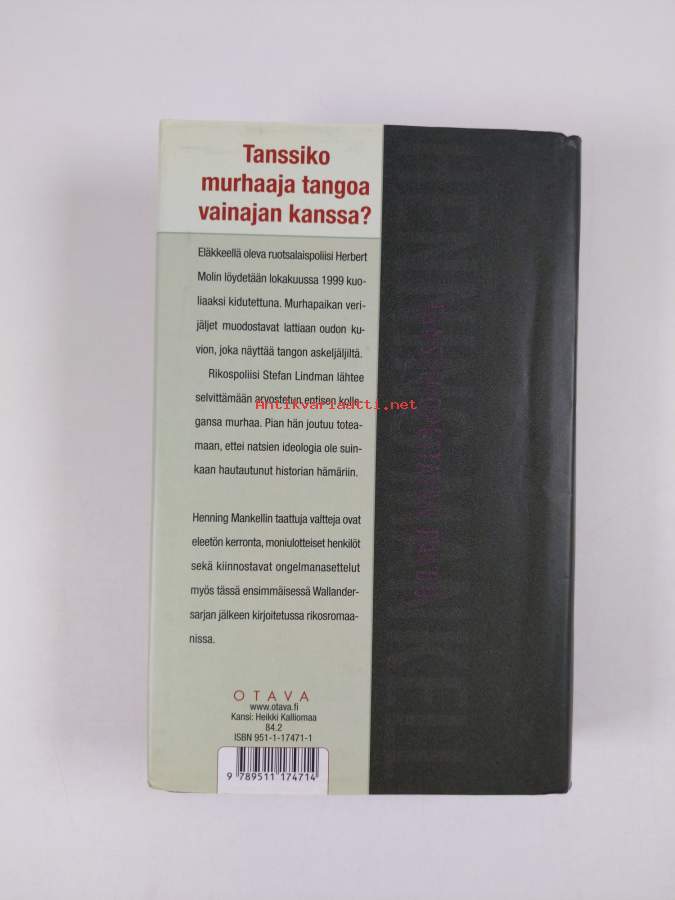 Tanssiko
murhaaja tangoa
vainajan kanssa?
Eläkkeellä oleva ruotsalaispoliisi Herbert
Molin löydetään lokakuussa 1999 kuo-
liaaksi kidutettuna. Murhapaikan veri-
jäljet muodostavat lattiaan oudon ku-
vion, joka näyttää tangon askeljäljiltä.
Rikospoliisi Stefan Lindman lähtee
selvittämään arvostetun entisen kolle-
gansa murhaa. Pian hän joutuu totea-
maan, ettei natsien ideologia ole suin-
kaan hautautunut historian hämäriin.
Henning Mankellin taattuja valtteja ovat
eleetön kerronta, moniulotteiset henkilöt
sekä kiinnostavat ongelmanasettelut
myös tässä ensimmäisessä Wallander-
sarjan jälkeen kirjoitetussa rikosromaa-
nissa.
OTAVA
www.otava.fi
Kansi: Heikki Kalliomaa
84.2
ISBN 951-1-17471-1
9 789511 174714
HENNING MANKELL
Antikvariaatti.net